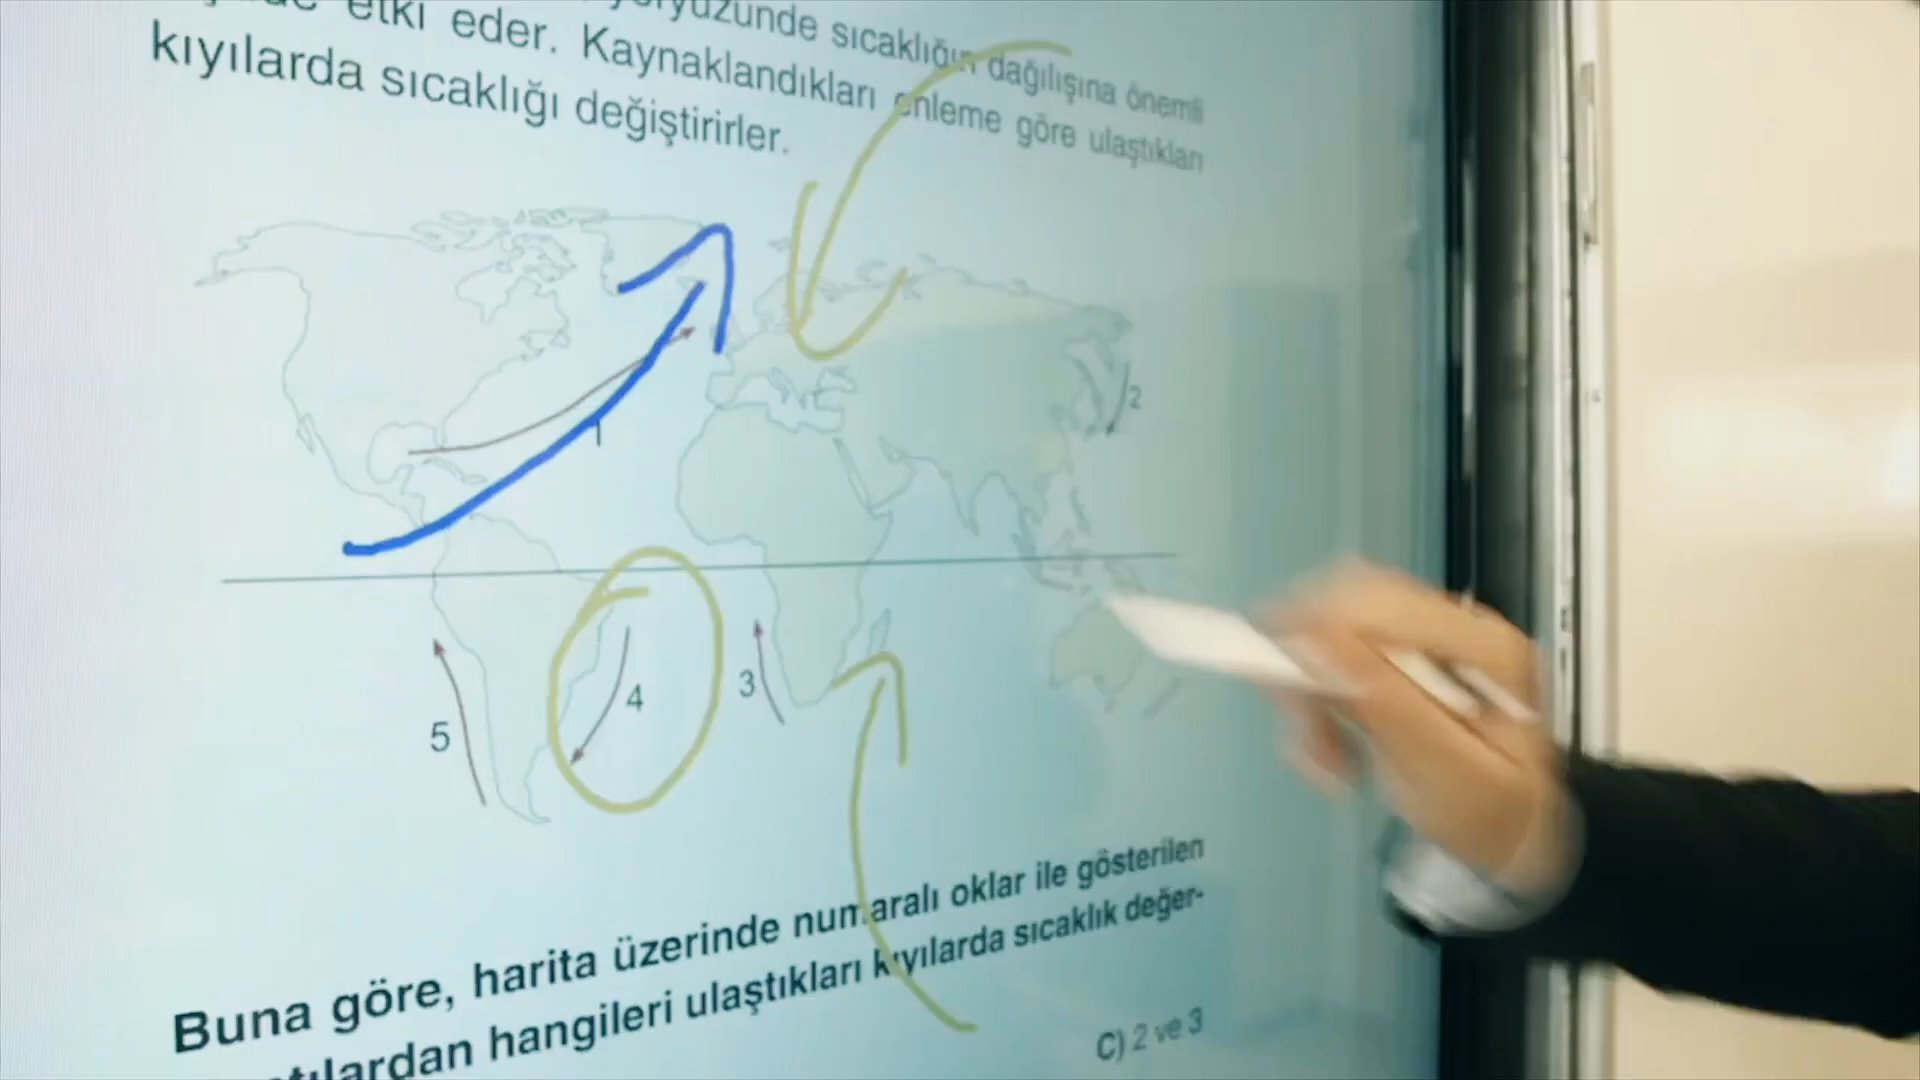 etki eder. Kaynaklandıkları enleme göre ulaştıkları
yeryüzünde sıcaklığın dağılışına önemli
kıyılarda sıcaklığı değiştirirler.
1
2
3
4
5
Buna göre, harita üzerinde numaralı oklar ile gösterilen
hangileri ulaştıkları kıyılarda sıcaklık değer-
C) 2 ve 3